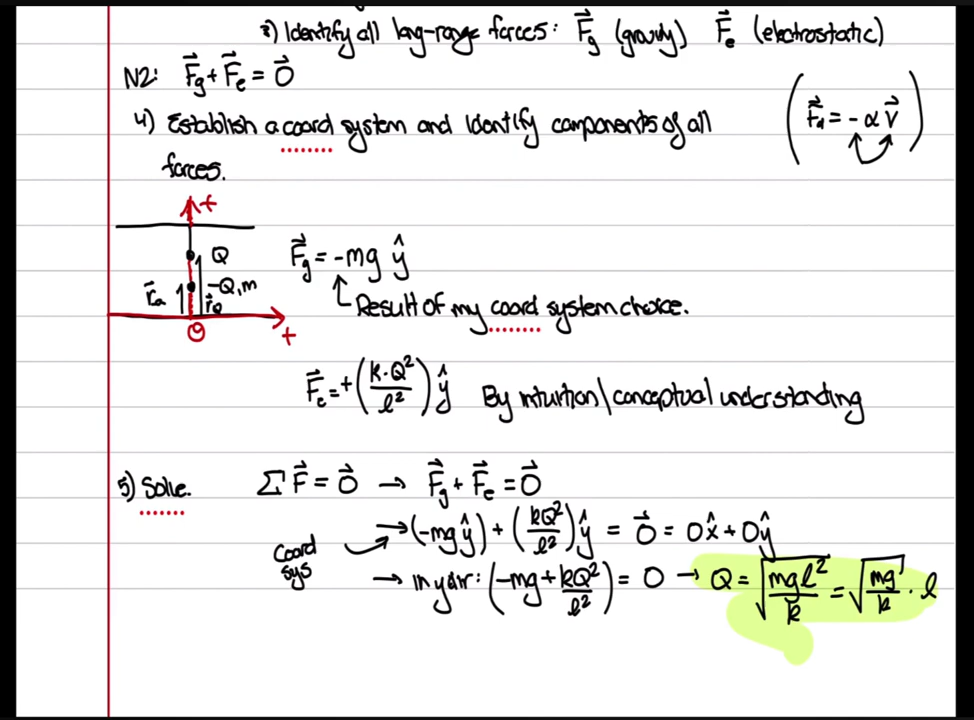 3) Identify all long-range forces: F⃗g (gravity) F⃗e (electrostatic)
N2: F⃗g + F⃗e = 0⃗
4) Establish a coord system and identify components of all
forces.
(F⃗d = -αv⃗)
+
Q
-Q, m
r⃗a
r⃗Q
0
+
F⃗g = -mg ŷ
Result of my coord system choice.
F⃗e = +(k·Q²/l²) ŷ By intuition/conceptual understanding
5) Solve. ΣF⃗ = 0⃗ → F⃗g + F⃗e = 0⃗
coord sys → (-mgŷ) + (kQ²/l²)ŷ = 0⃗ = 0x̂ + 0ŷ
→ in y dir: (-mg + kQ²/l²) = 0 → Q = √(mgl²/k) = √(mg/k) · l